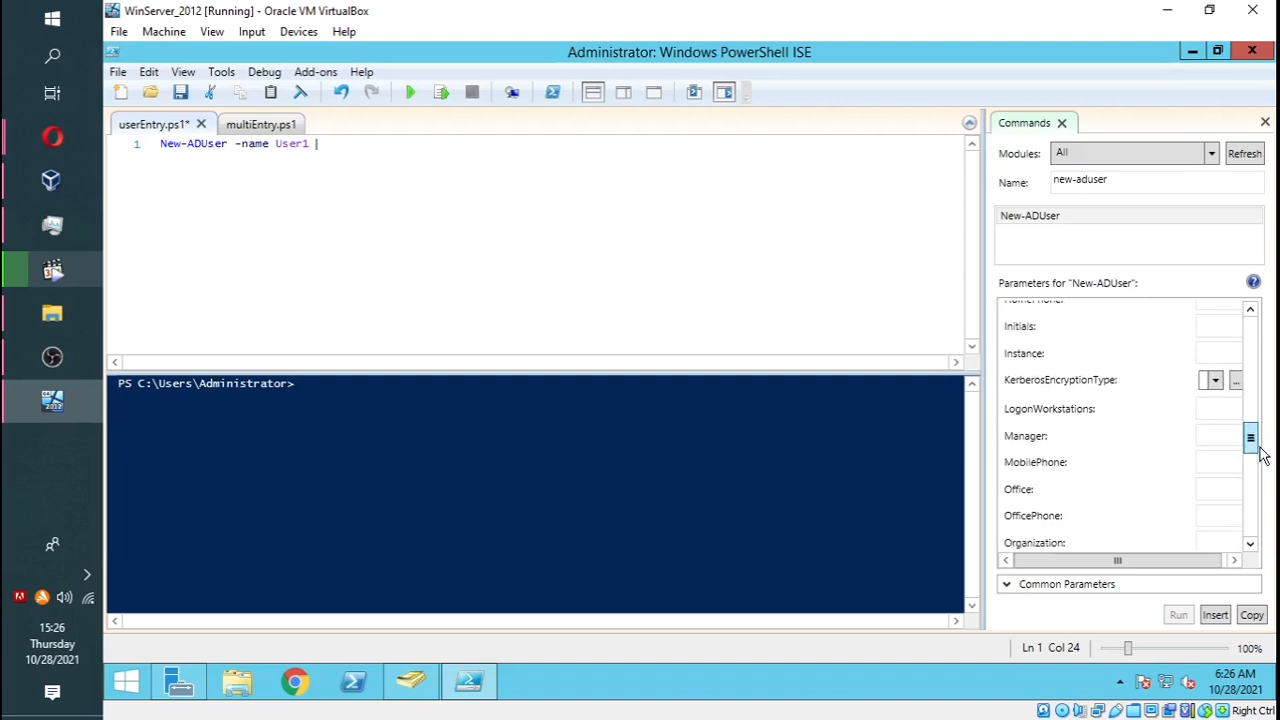 WinServer_2012 [Running] - Oracle VM VirtualBox
File Machine View Input Devices Help
Administrator: Windows PowerShell ISE
File Edit View Tools Debug Add-ons Help
userEntry.ps1* multiEntry.ps1
1 New-ADUser -name User1
PS C:\Users\Administrator>
Commands
Modules: All Refresh
Name: new-aduser
New-ADUser
Parameters for "New-ADUser":
HomePhone:
Initials:
Instance:
KerberosEncryptionType: ...
LogonWorkstations:
Manager:
MobilePhone:
Office:
OfficePhone:
Organization:
Common Parameters
Run Insert Copy
Ln 1 Col 24 100%
15:26
Thursday
10/28/2021
6:26 AM
10/28/2021
Right Ctrl
2012